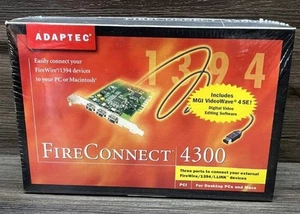 ADAPTEC
Easily connect your
FireWire/1394 devices
to your PC or Macintosh
1394
Includes
MGI VideoWave 4 SE!
Digital Video
Editing Software
FIRECONNECT 4300
Three ports to connect your external
FireWire/1394/i.LINK devices
PCI For Desktop PCs and Macs